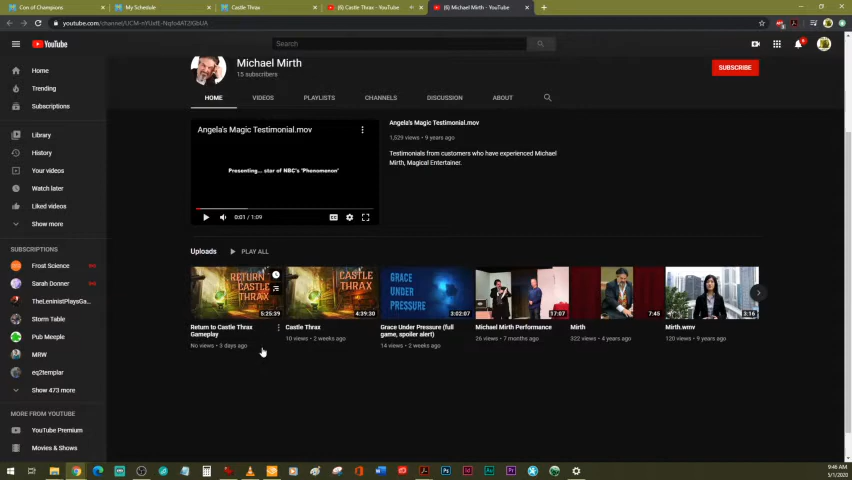 Con of Champions
My Schedule
Castle Thrax
(6) Castle Thrax - YouTube
(6) Michael Mirth - YouTube
YouTube
Search
6
Home
Trending
Subscriptions
Library
History
Your videos
Watch later
Liked videos
Show more
SUBSCRIPTIONS
Frost Science
Sarah Donner
TheLeministPlaysGa...
Storm Table
Pub Meeple
MRW
eq2templar
Show 473 more
MORE FROM YOUTUBE
YouTube Premium
Movies & Shows
Michael Mirth
15 subscribers
SUBSCRIBE
HOME
VIDEOS
PLAYLISTS
CHANNELS
DISCUSSION
ABOUT
Angela's Magic Testimonial.mov
Presenting... star of NBC's 'Phenomenon'
0:01 / 1:09
Angela's Magic Testimonial.mov
1,529 views • 9 years ago
Testimonials from customers who have experienced Michael
Mirth, Magical Entertainer.
Uploads
PLAY ALL
RETURN
CASTLE
THRAX
5:25:39
Return to Castle Thrax
Gameplay
No views • 3 days ago
CASTLE
THRAX
4:39:30
Castle Thrax
10 views • 2 weeks ago
GRACE
UNDER
PRESSURE
3:02:07
Grace Under Pressure (full
game, spoiler alert)
14 views • 2 weeks ago
17:07
Michael Mirth Performance
26 views • 7 months ago
7:45
Mirth
322 views • 4 years ago
3:16
Mirth.wmv
120 views • 9 years ago
9:46 AM
5/1/2020